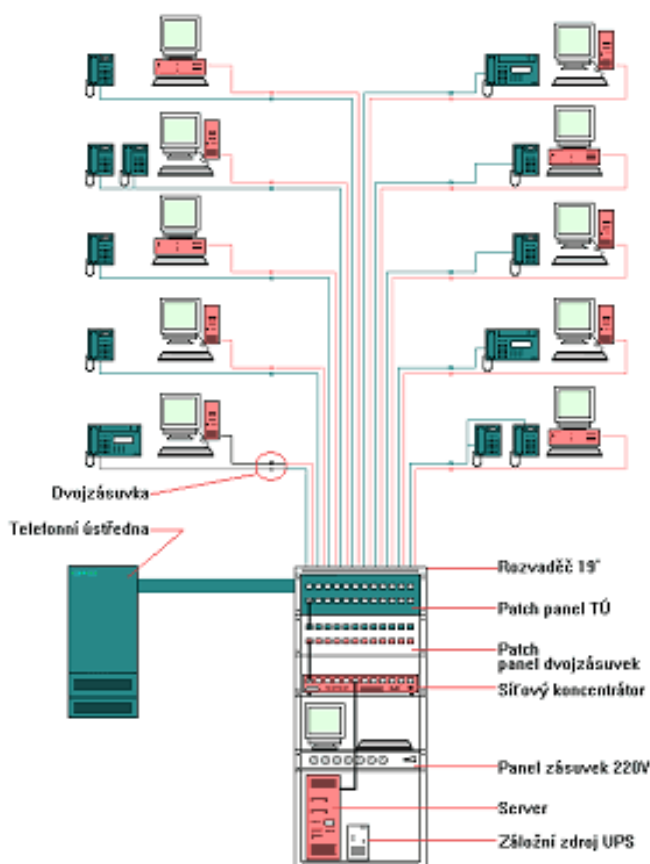 Dvojzásuvka
Telefonní ústředna
Rozvaděč 19"
Patch panel TÚ
Patch
panel dvojzásuvek
Síťový koncentrátor
Panel zásuvek 220V
Server
Záložní zdroj UPS